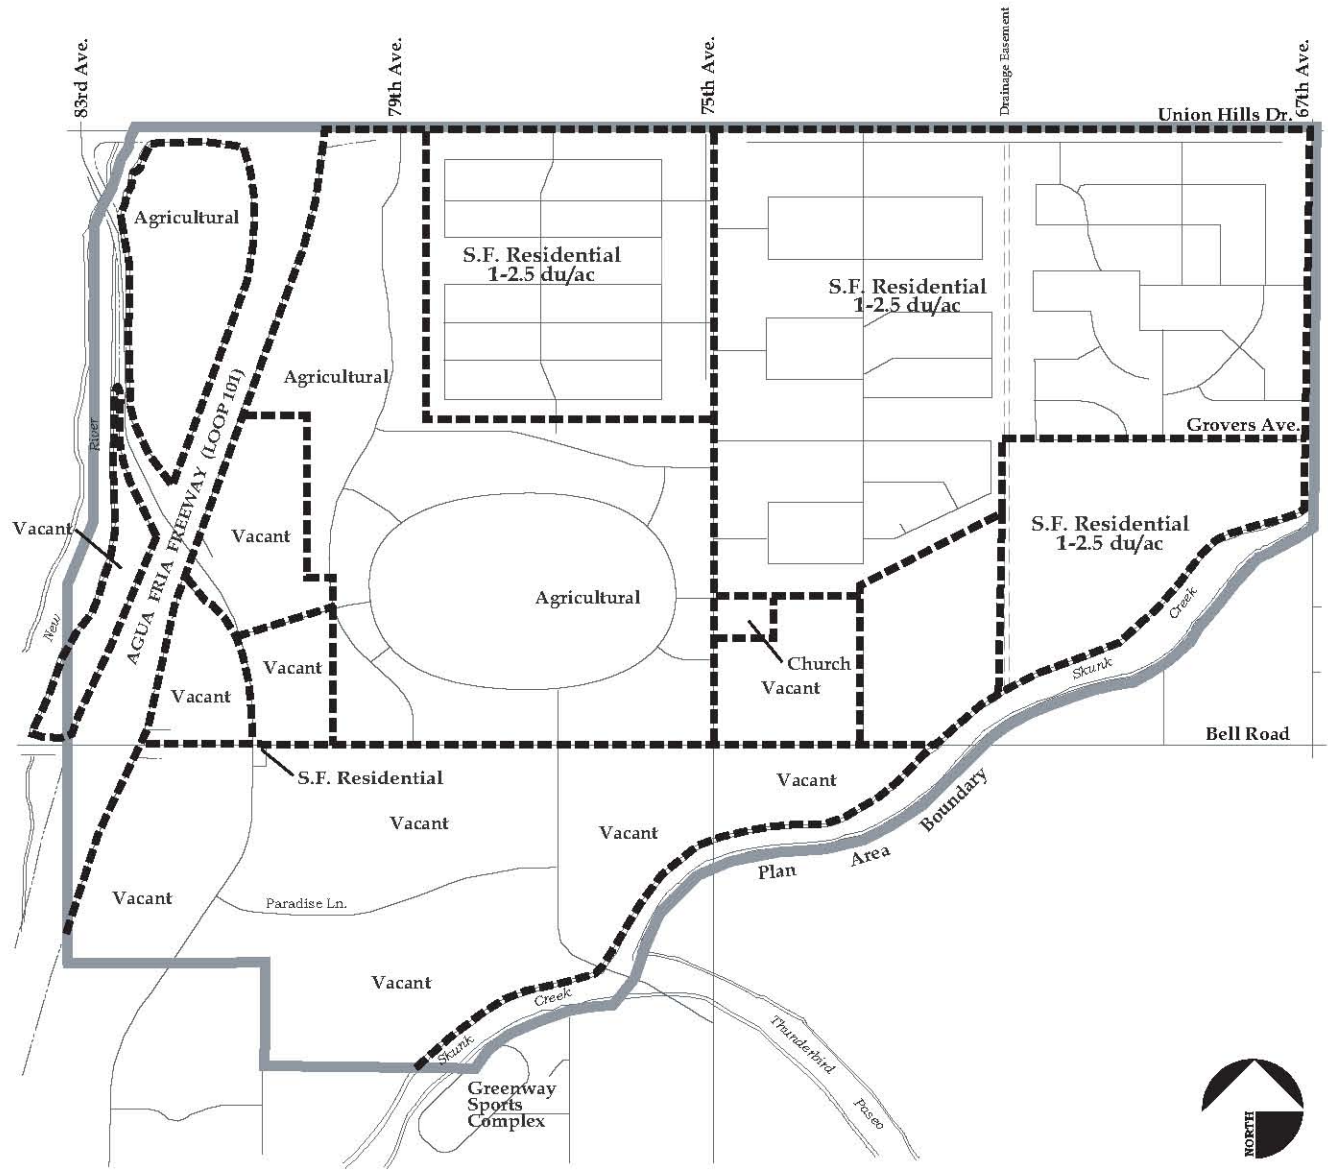 83rd Ave.
79th Ave.
75th Ave.
Drainage Easement
67th Ave.
Union Hills Dr.
Agricultural
S.F. Residential
1-2.5 du/ac
S.F. Residential
1-2.5 du/ac
Agricultural
AGUA FRIA FREEWAY (LOOP 101)
Grovers Ave.
New River
Vacant
Vacant
S.F. Residential
1-2.5 du/ac
Agricultural
Creek
Skunk
Church
Vacant
Vacant
Vacant
Bell Road
S.F. Residential
Vacant
Vacant
Vacant
Plan Area Boundary
Vacant
Paradise Ln.
Vacant
Creek
Skunk
Thunderbird
Paseo
Greenway
Sports
Complex
NORTH